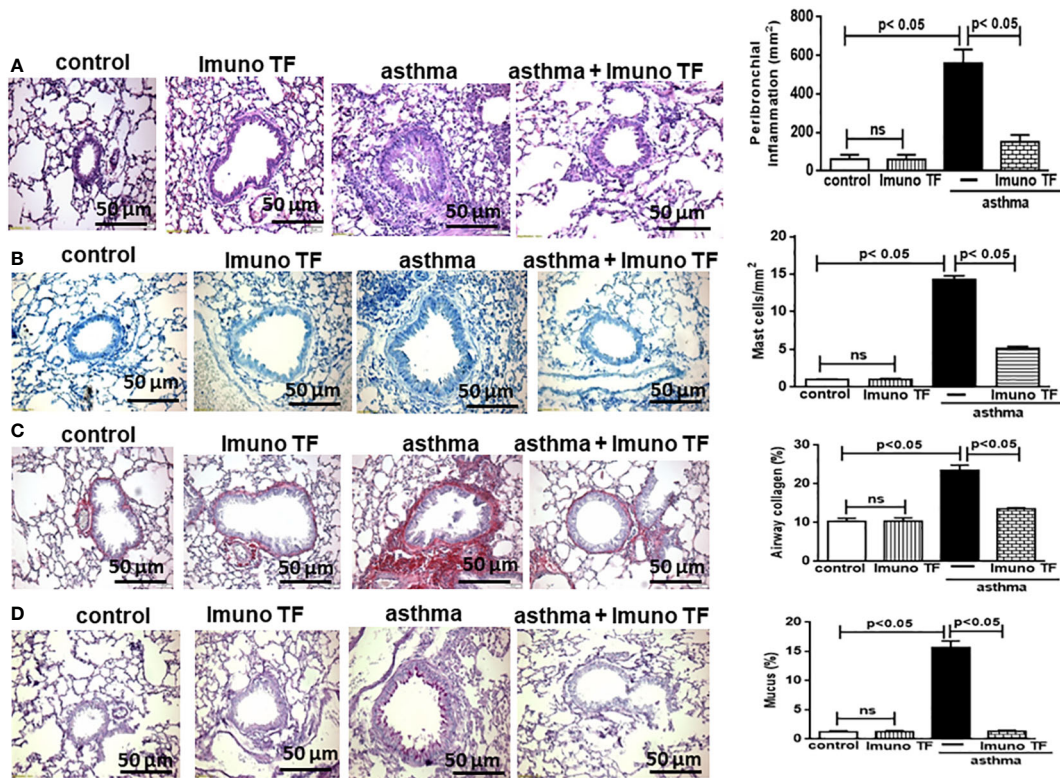 A
control
Imuno TF
asthma
asthma + Imuno TF
50 µm
50 µm
50 µm
50 µm
Peribronchial
Inflammation (mm²)
800
600
400
200
0
p< 0.05
p< 0.05
ns
control
Imuno TF
–
Imuno TF
asthma
B
control
Imuno TF
asthma
asthma + Imuno TF
50 µm
50 µm
50 µm
50 µm
Mast cells/mm²
15
10
5
0
p< 0.05
p< 0.05
ns
control
Imuno TF
–
Imuno TF
asthma
C
control
Imuno TF
asthma
asthma + Imuno TF
50 µm
50 µm
50 µm
50 µm
Airway collagen (%)
30
20
10
0
p<0.05
p<0.05
ns
control
Imuno TF
–
Imuno TF
asthma
D
control
Imuno TF
asthma
asthma + Imuno TF
50 µm
50 µm
50 µm
50 µm
Mucus (%)
20
15
10
5
0
p<0.05
p<0.05
ns
control
Imuno TF
–
Imuno TF
asthma